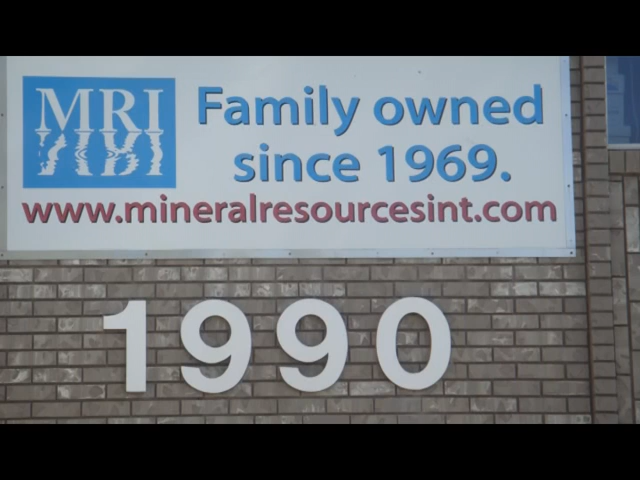 MRI
Family owned
since 1969.
www.mineralresourcesint.com
1990